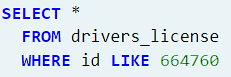 SELECT *
FROM drivers_license
WHERE id LIKE 664760